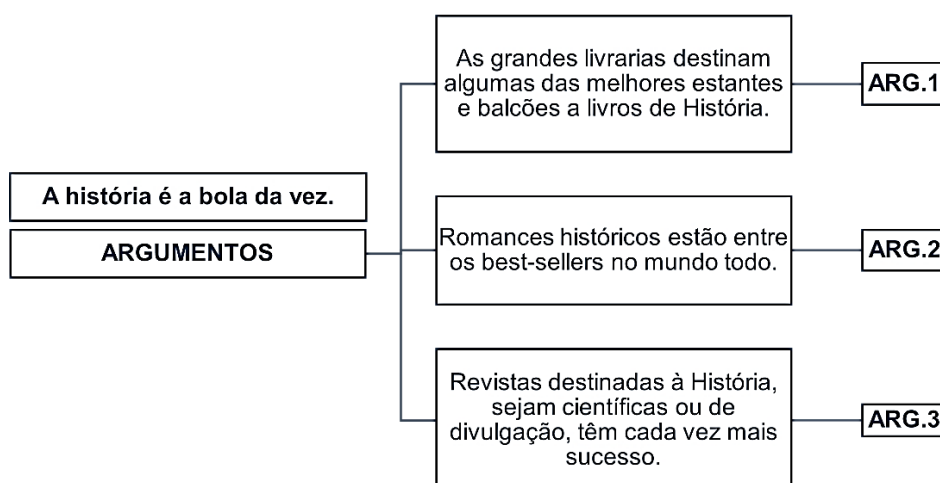 As grandes livrarias destinam
algumas das melhores estantes
e balcões a livros de História.
ARG.1
A história é a bola da vez.
ARGUMENTOS
Romances históricos estão entre
os best-sellers no mundo todo.
ARG.2
Revistas destinadas à História,
sejam científicas ou de
divulgação, têm cada vez mais
sucesso.
ARG.3